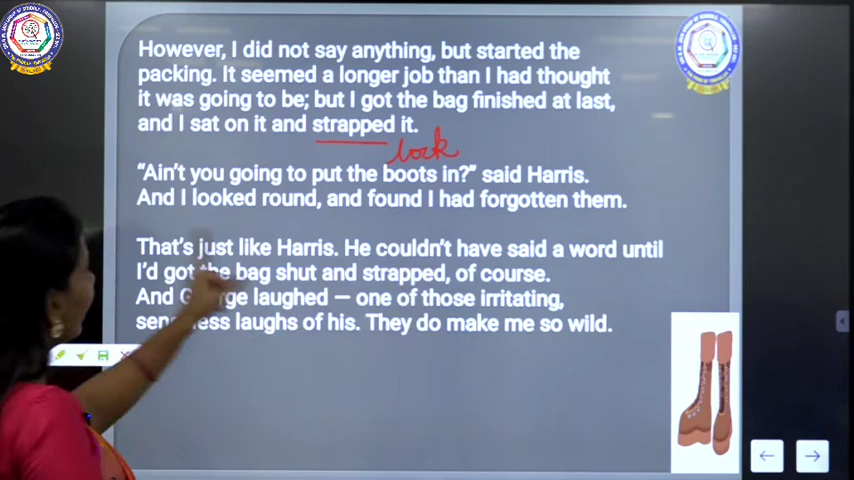 However, I did not say anything, but started the
packing. It seemed a longer job than I had thought
it was going to be; but I got the bag finished at last,
and I sat on it and strapped it.
lock
“Ain't you going to put the boots in?” said Harris.
And I looked round, and found I had forgotten them.
That's just like Harris. He couldn't have said a word until
I'd got the bag shut and strapped, of course.
And George laughed — one of those irritating,
senseless laughs of his. They do make me so wild.